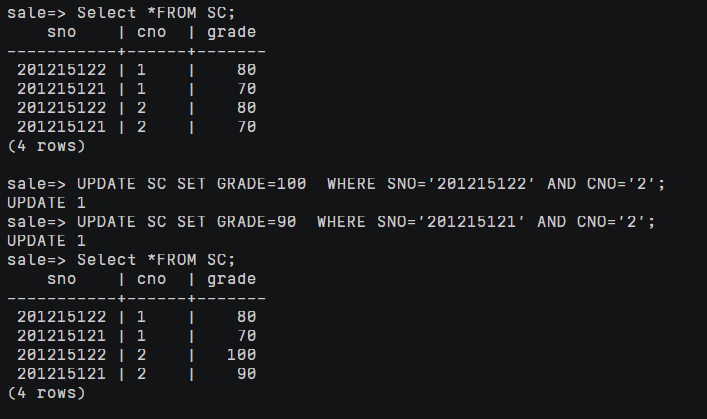 sale=> Select *FROM SC;
    sno    | cno  | grade
-----------+------+-------
 201215122 | 1    |    80
 201215121 | 1    |    70
 201215122 | 2    |    80
 201215121 | 2    |    70
(4 rows)
sale=> UPDATE SC SET GRADE=100  WHERE SNO='201215122' AND CNO='2';
UPDATE 1
sale=> UPDATE SC SET GRADE=90  WHERE SNO='201215121' AND CNO='2';
UPDATE 1
sale=> Select *FROM SC;
    sno    | cno  | grade
-----------+------+-------
 201215122 | 1    |    80
 201215121 | 1    |    70
 201215122 | 2    |   100
 201215121 | 2    |    90
(4 rows)